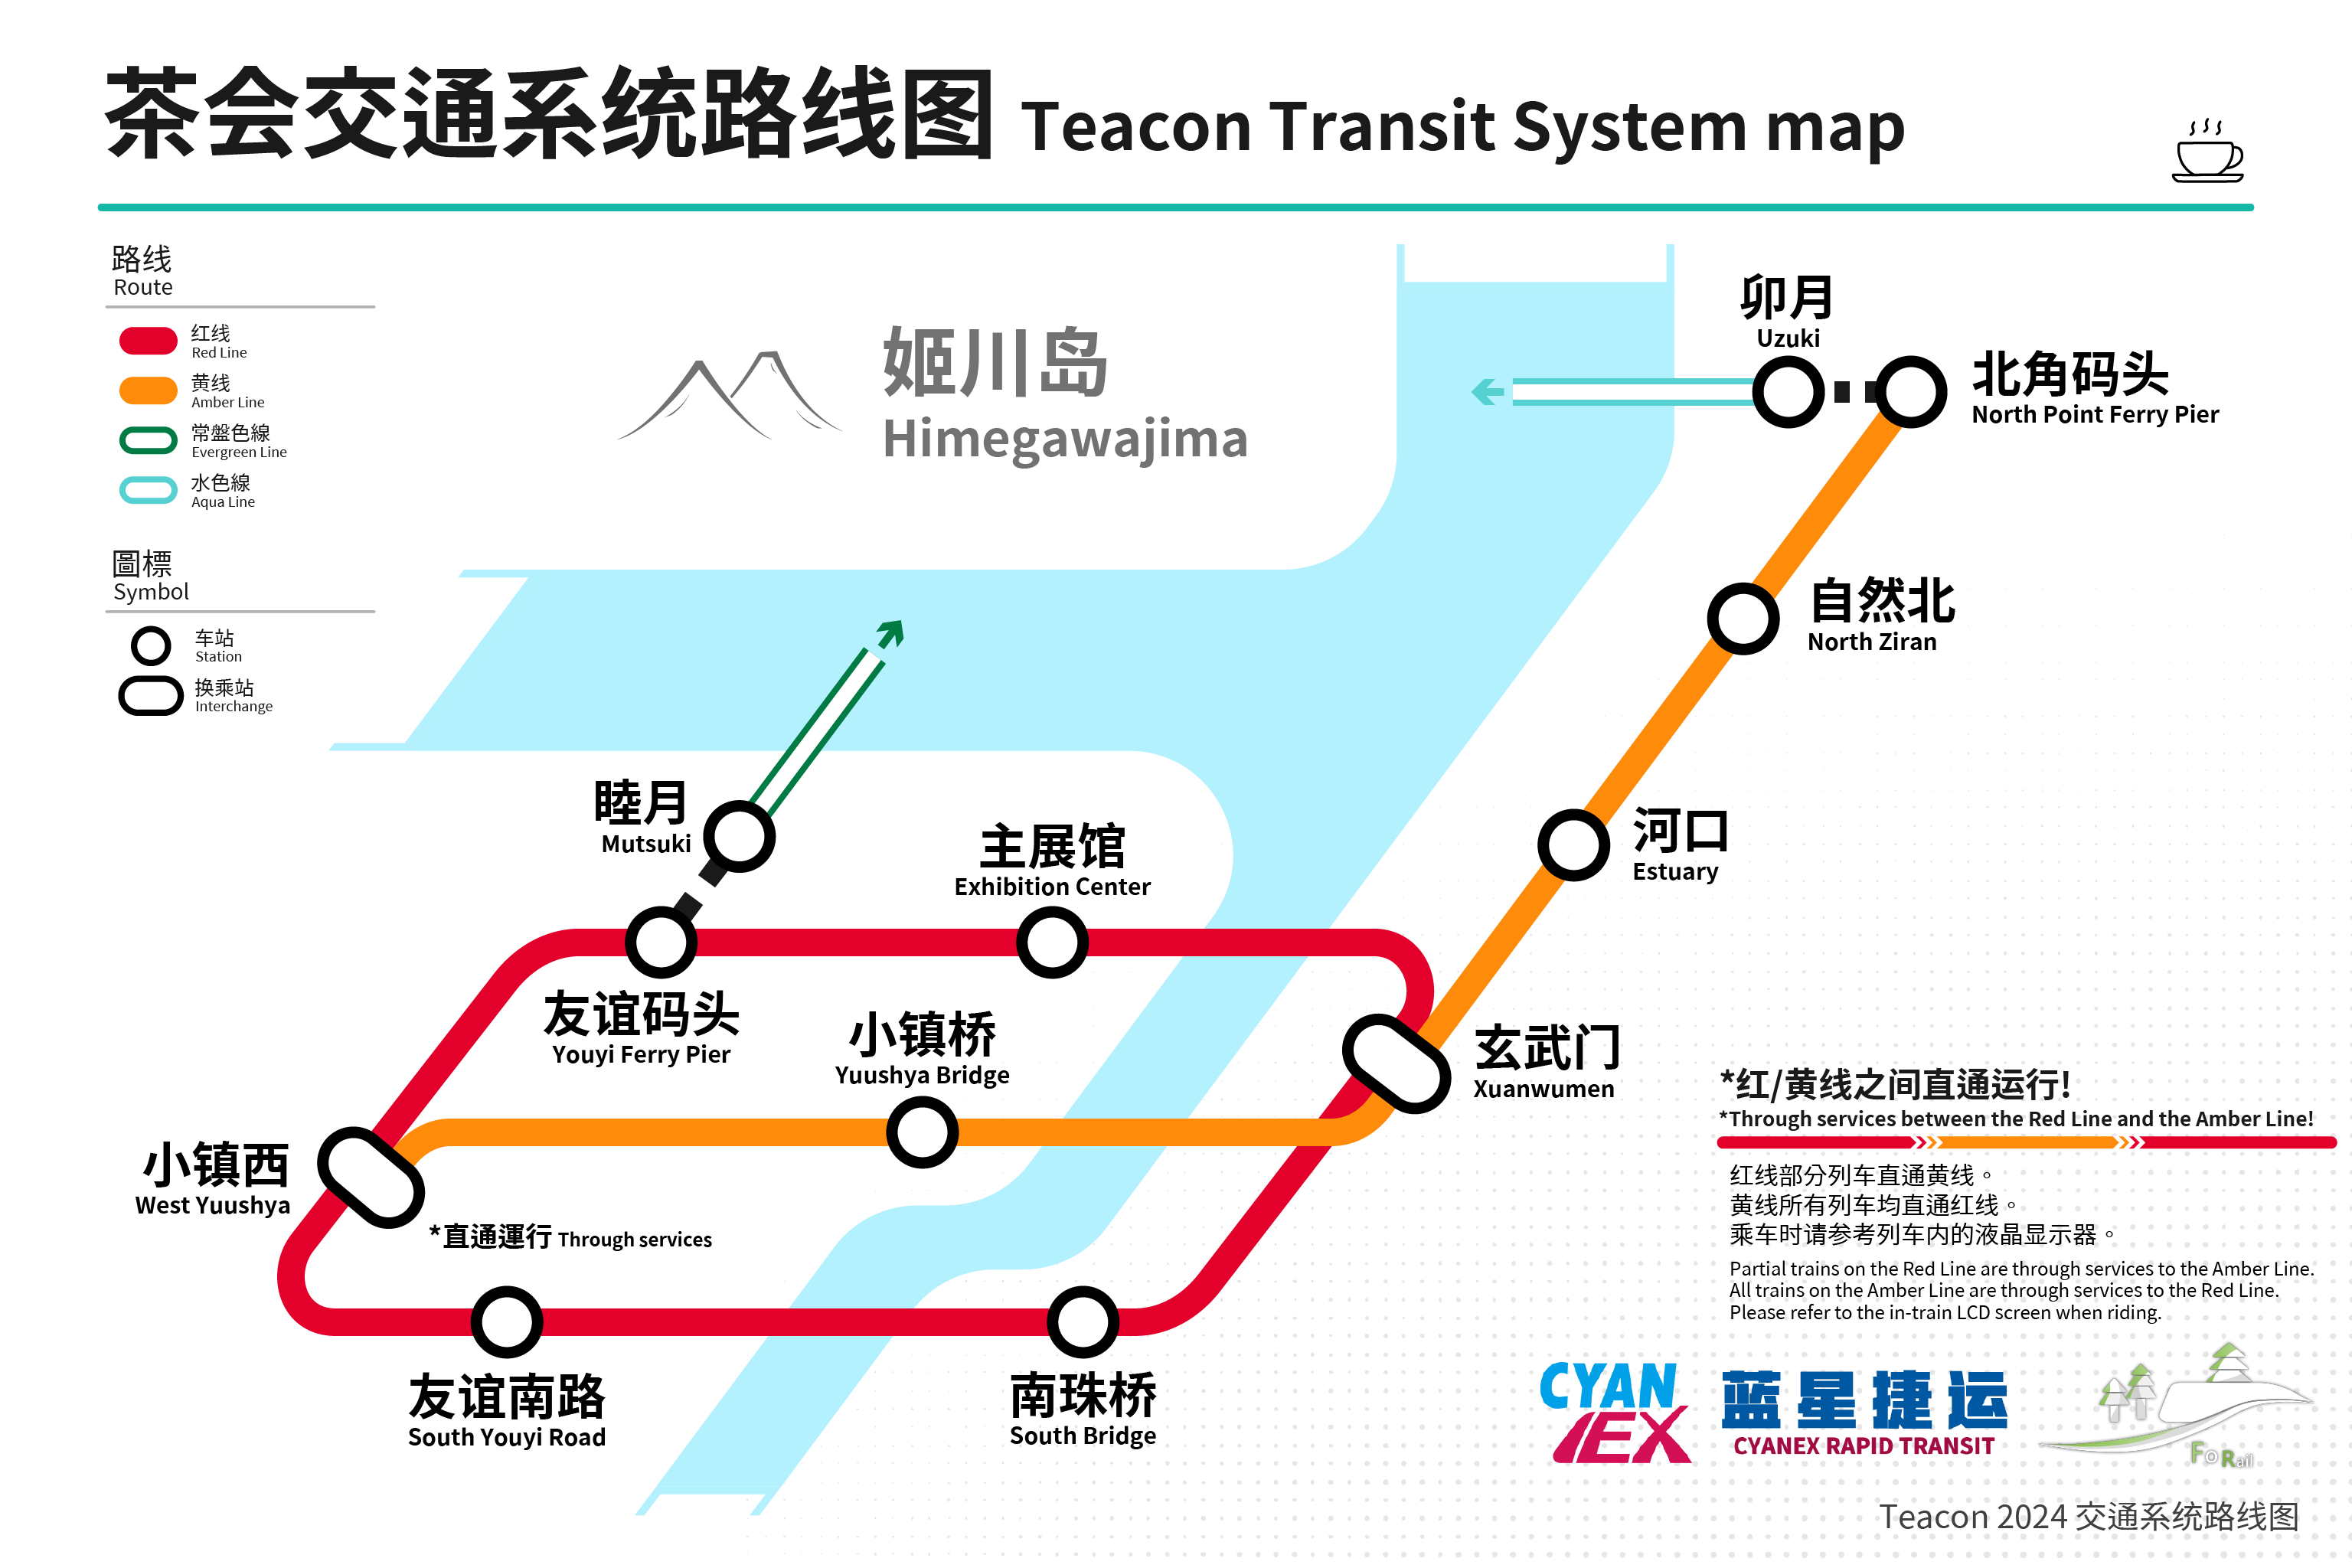 茶会交通系统路线图 Teacon Transit System map
路线
Route
红线
Red Line
黄线
Amber Line
常盤色線
Evergreen Line
水色線
Aqua Line
圖標
Symbol
车站
Station
换乘站
Interchange
姬川岛
Himegawajima
卯月
Uzuki
北角码头
North Point Ferry Pier
自然北
North Ziran
河口
Estuary
睦月
Mutsuki
主展馆
Exhibition Center
友谊码头
Youyi Ferry Pier
小镇桥
Yuushya Bridge
玄武门
Xuanwumen
小镇西
West Yuushya
*直通運行 Through services
友谊南路
South Youyi Road
南珠桥
South Bridge
*红/黄线之间直通运行!
*Through services between the Red Line and the Amber Line!
红线部分列车直通黄线。
黄线所有列车均直通红线。
乘车时请参考列车内的液晶显示器。
Partial trains on the Red Line are through services to the Amber Line.
All trains on the Amber Line are through services to the Red Line.
Please refer to the in-train LCD screen when riding.
CYAN
EX
蓝星捷运
CYANEX RAPID TRANSIT
FORail
Teacon 2024 交通系统路线图